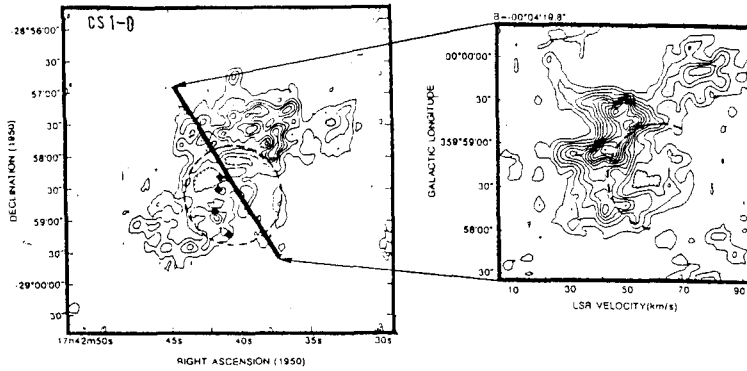 CS 1-0
-28°56'00"
30"
57'00"
30"
58'00"
30"
59'00"
30"
-29°00'00"
30"
DECLINATION (1950)
17h42m50s
45s
40s
35s
30s
RIGHT ASCENSION (1950)
B=-00°04'19.8"
00°00'00"
30"
359°59'00"
30"
58'00"
30"
GALACTIC LONGITUDE
10
30
50
70
90
LSR VELOCITY(km/s)